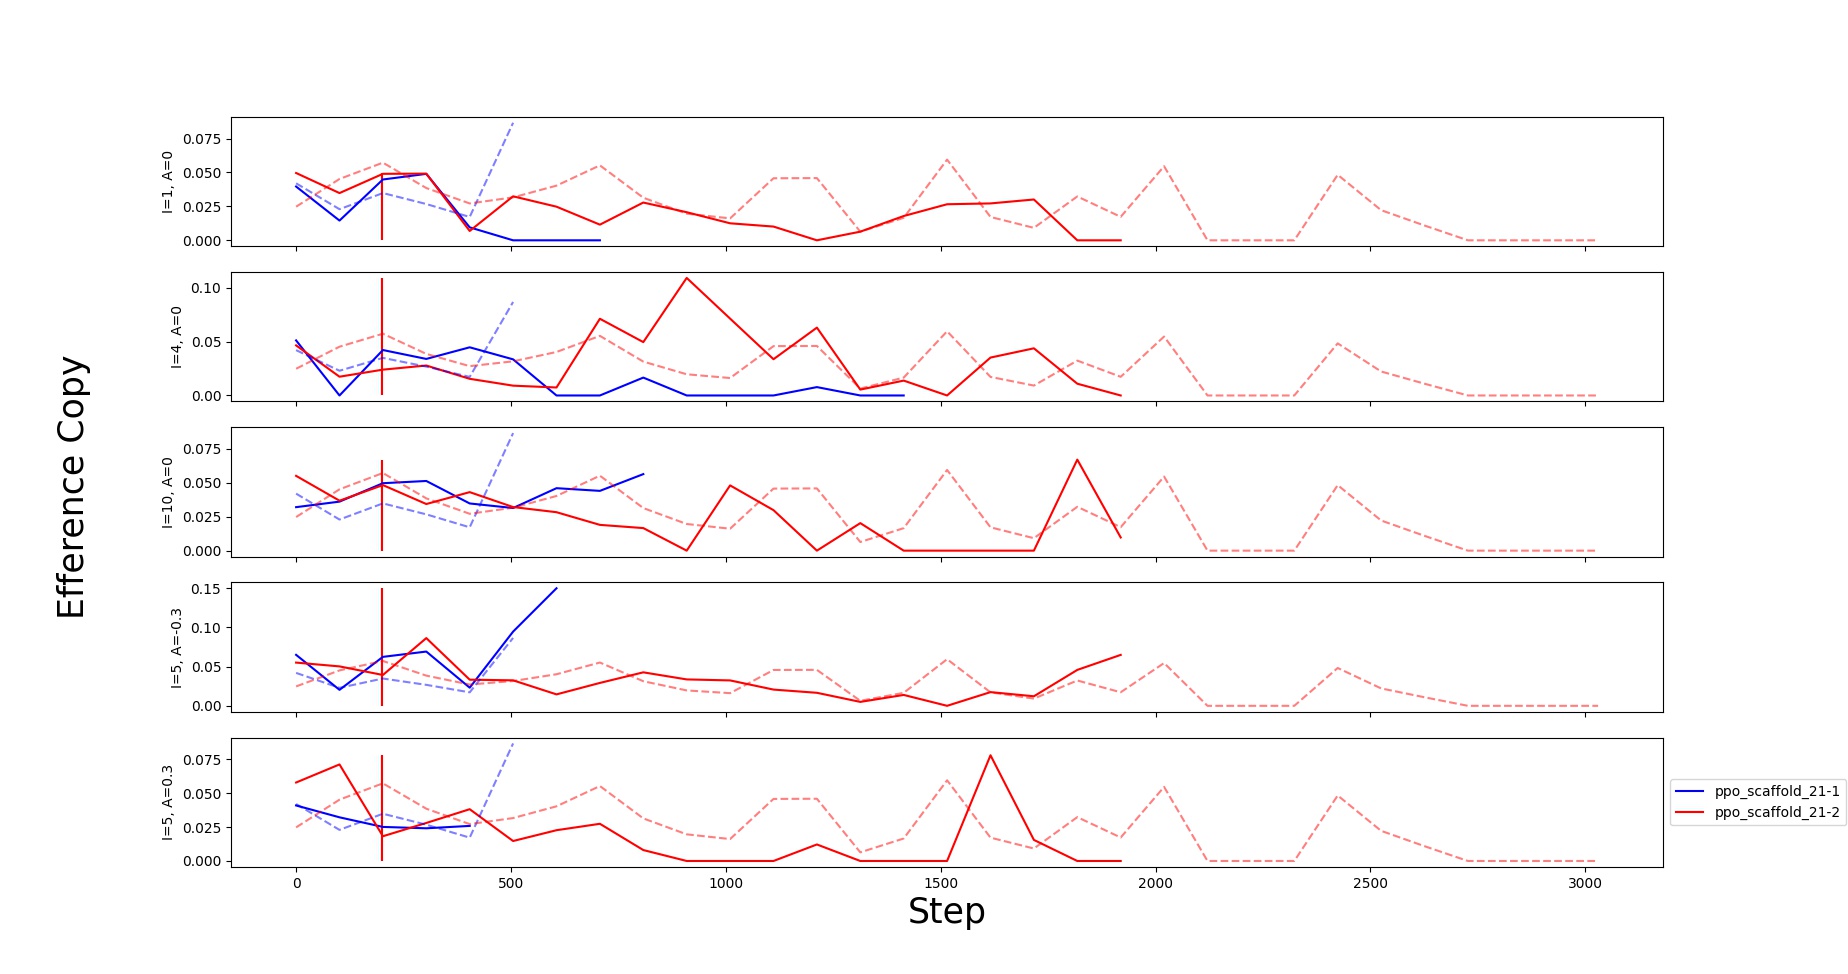 0.075
0.050
0.025
0.000
I=1, A=0
0.10
0.05
0.00
I=4, A=0
0.075
0.050
0.025
0.000
I=10, A=0
0.15
0.10
0.05
0.00
I=5, A=-0.3
0.075
0.050
0.025
0.000
I=5, A=0.3
Efference Copy
0 500 1000 1500 2000 2500 3000
Step
ppo_scaffold_21-1
ppo_scaffold_21-2